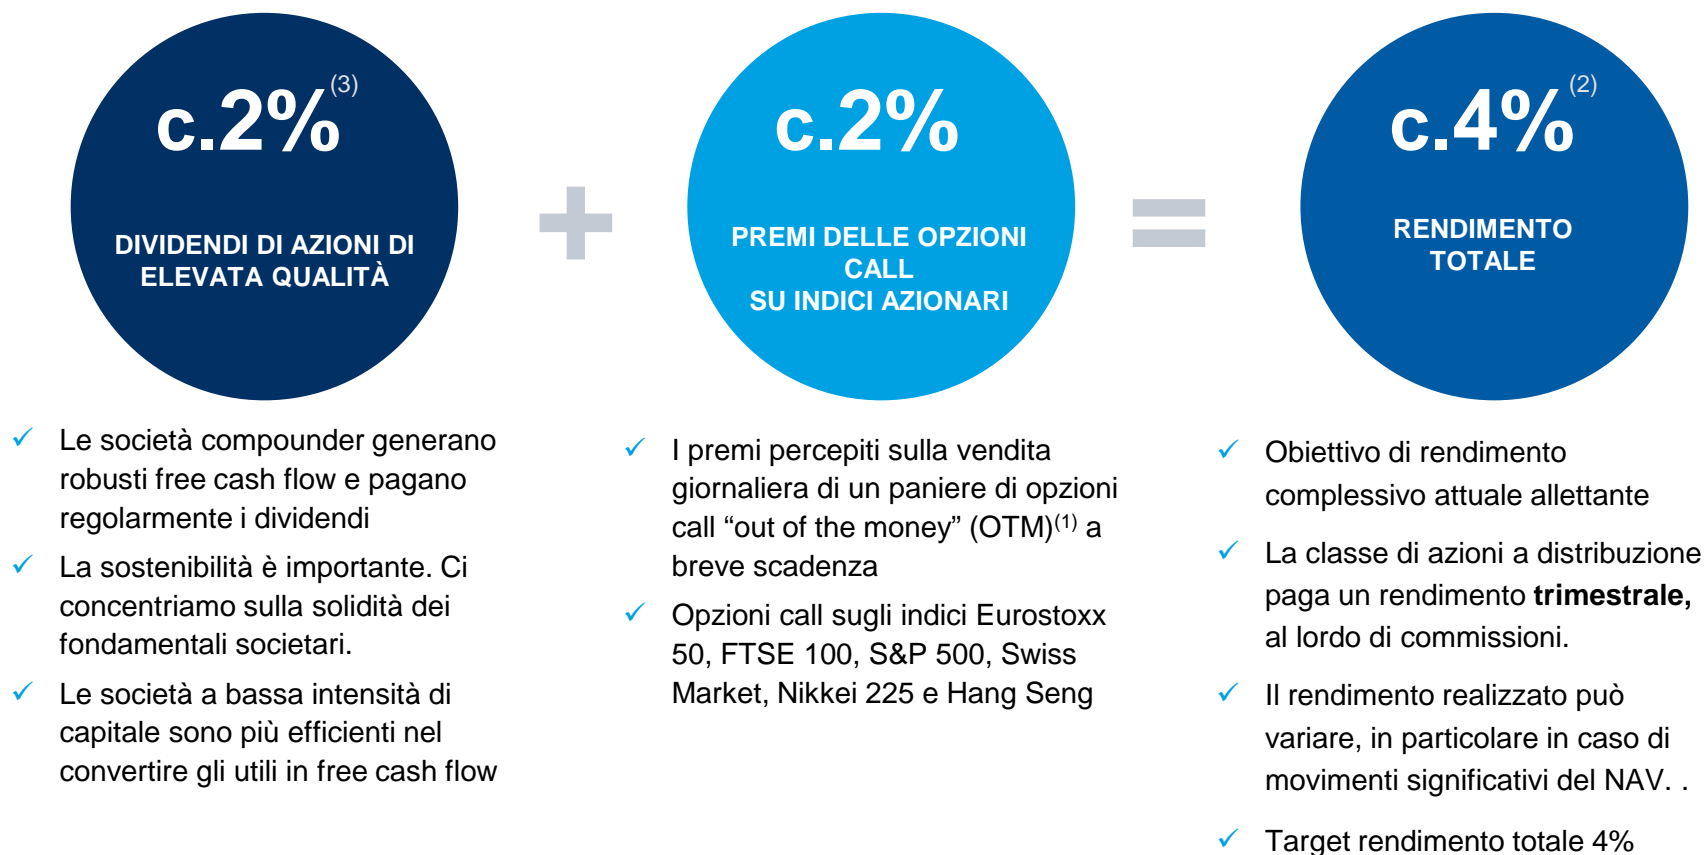 c.2%(3)
DIVIDENDI DI AZIONI DI
ELEVATA QUALITÀ
+
c.2%
PREMI DELLE OPZIONI
CALL
SU INDICI AZIONARI
=
c.4%(2)
RENDIMENTO
TOTALE
✓ Le società compounder generano
robusti free cash flow e pagano
regolarmente i dividendi
✓ La sostenibilità è importante. Ci
concentriamo sulla solidità dei
fondamentali societari.
✓ Le società a bassa intensità di
capitale sono più efficienti nel
convertire gli utili in free cash flow
✓ I premi percepiti sulla vendita
giornaliera di un paniere di opzioni
call “out of the money” (OTM)(1) a
breve scadenza
✓ Opzioni call sugli indici Eurostoxx
50, FTSE 100, S&P 500, Swiss
Market, Nikkei 225 e Hang Seng
✓ Obiettivo di rendimento
complessivo attuale allettante
✓ La classe di azioni a distribuzione
paga un rendimento trimestrale,
al lordo di commissioni.
✓ Il rendimento realizzato può
variare, in particolare in caso di
movimenti significativi del NAV. .
✓ Target rendimento totale 4%